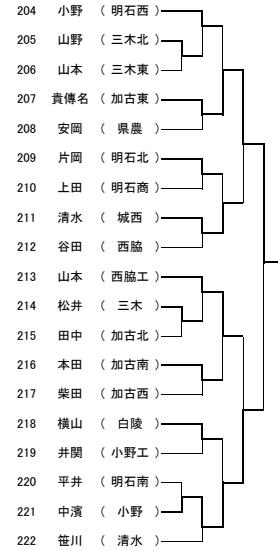 204 小野 （ 明石西 ）
205 山野 （ 三木北 ）
206 山本 （ 三木東 ）
207 貴傳名 （ 加古東 ）
208 安岡 （ 県農 ）
209 片岡 （ 明石北 ）
210 上田 （ 明石商 ）
211 清水 （ 城西 ）
212 谷田 （ 西脇 ）
213 山本 （ 西脇工 ）
214 松井 （ 三木 ）
215 田中 （ 加古北 ）
216 本田 （ 加古南 ）
217 柴田 （ 加古西 ）
218 横山 （ 白陵 ）
219 井関 （ 小野工 ）
220 平井 （ 明石南 ）
221 中濱 （ 小野 ）
222 笹川 （ 清水 ）